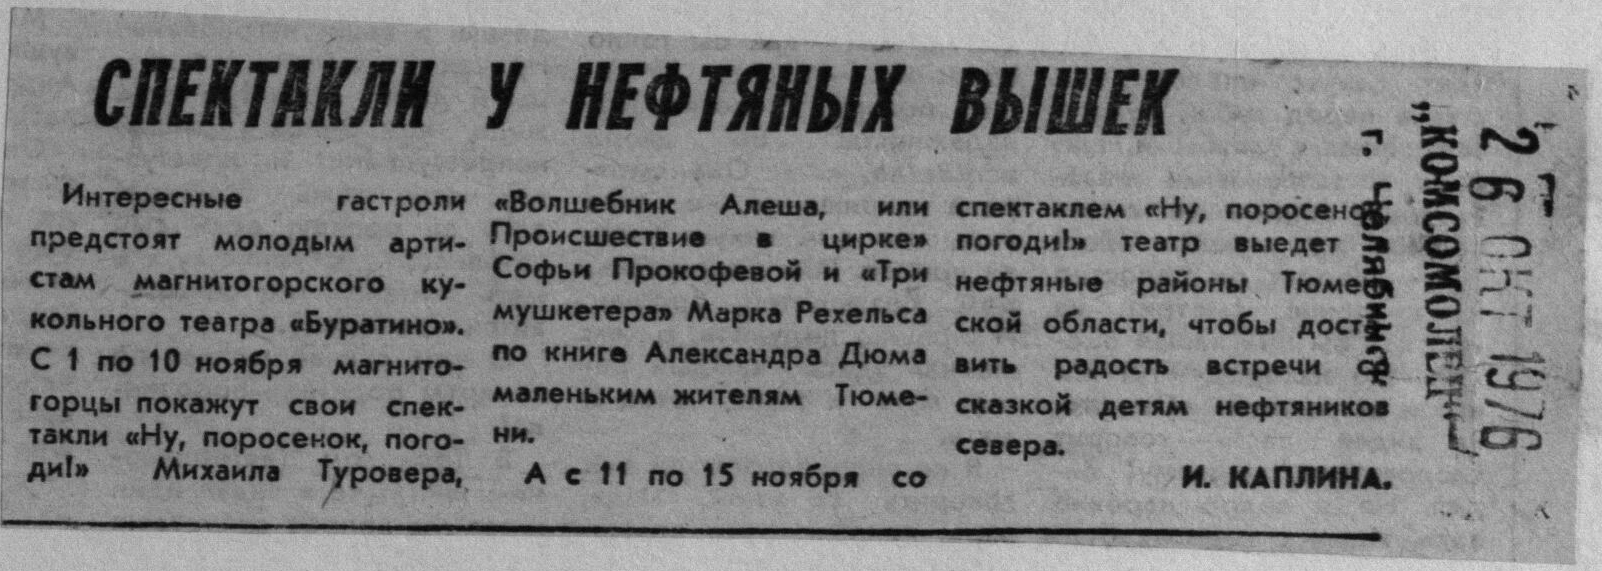 СПЕКТАКЛИ У НЕФТЯНЫХ ВЫШЕК
Интересные гастроли
предстоят молодым арти-
стам магнитогорского ку-
кольного театра «Буратино».
С 1 по 10 ноября магнито-
горцы покажут свои спек-
такли «Ну, поросенок, пого-
ди!» Михаила Туровера,
«Волшебник Алеша, или
Происшествие в цирке»
Софьи Прокофевой и «Три
мушкетера» Марка Рехельса
по книге Александра Дюма
маленьким жителям Тюме-
ни.
А с 11 по 15 ноября со
спектаклем «Ну, поросенок
погоди!» театр выедет
нефтяные районы Тюмен
ской области, чтобы доста
вить радость встречи со
сказкой детям нефтяников
севера.
И. КАПЛИНА.
г. Челябинск
„КОМСОМОЛЕЦ"
26 ОКТ 1976